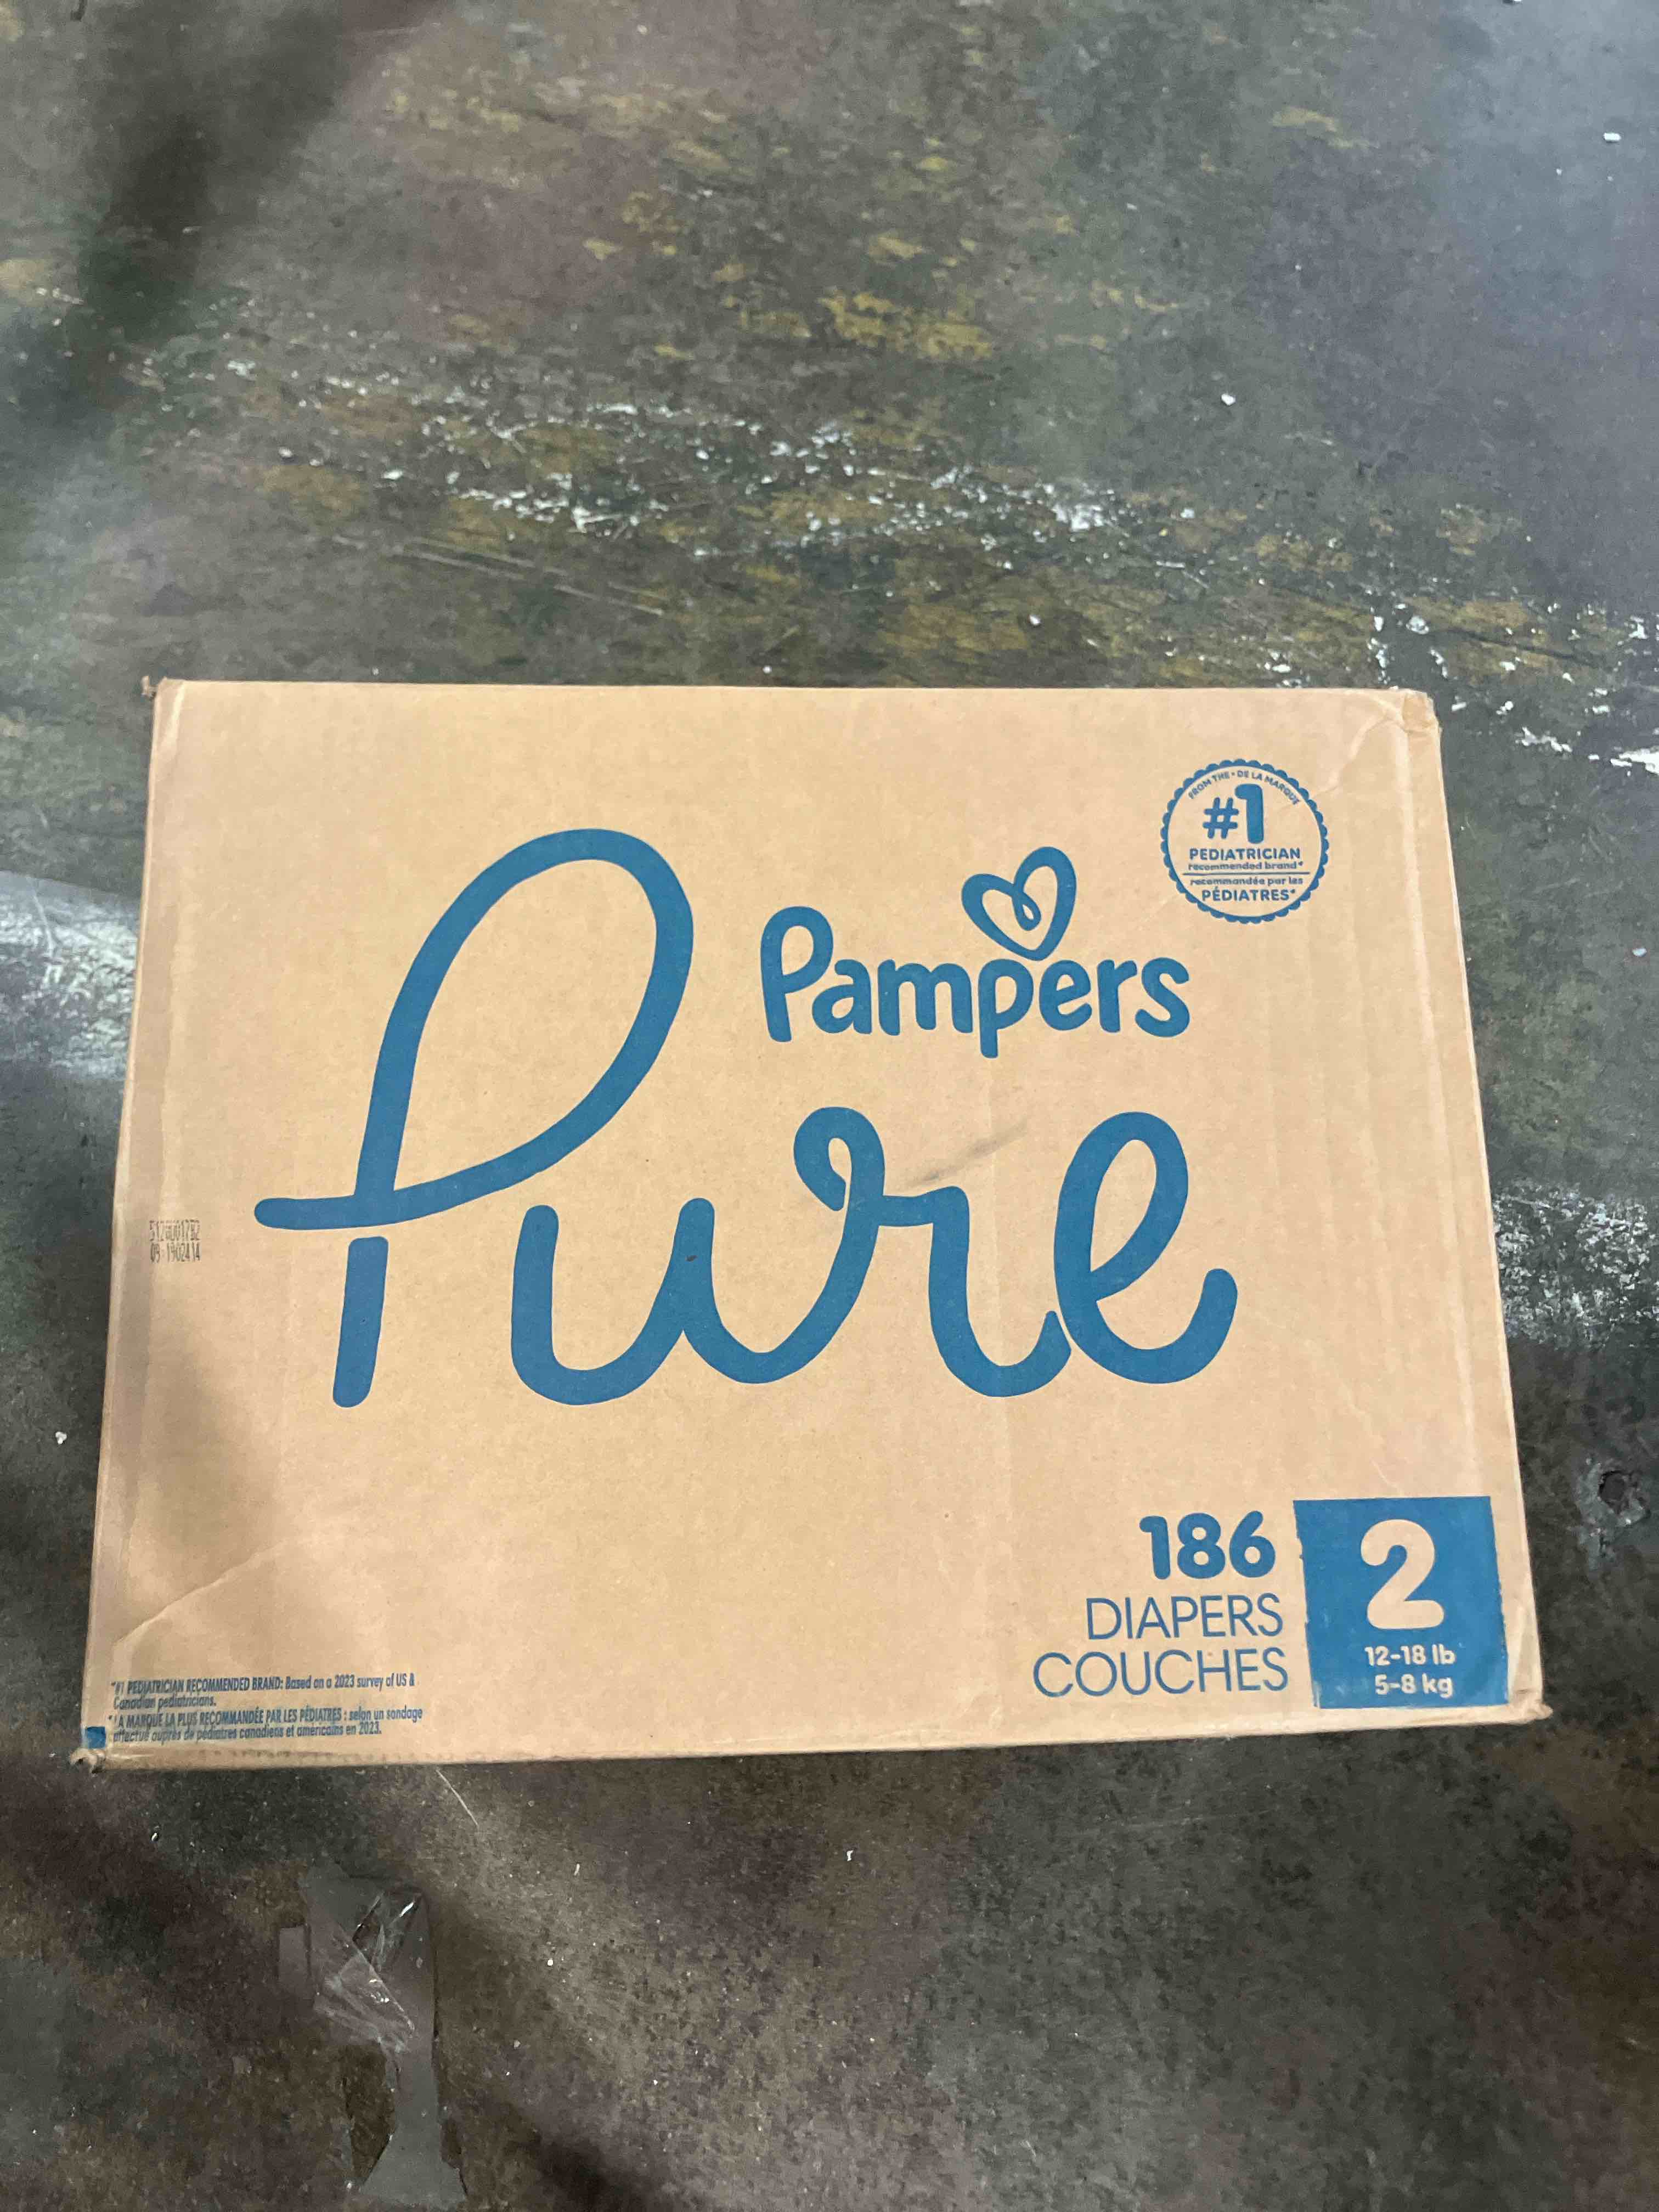 FROM THE • DE LA MARQUE
#1
PEDIATRICIAN
recommended brand*
recommandée par les
PÉDIATRES*
Pampers
Pure
186
DIAPERS
COUCHES
2
12-18 lb
5-8 kg
*#1 PEDIATRICIAN RECOMMENDED BRAND: Based on a 2023 survey of US &
Canadian pediatricians.
*LA MARQUE LA PLUS RECOMMANDÉE PAR LES PÉDIATRES : selon un sondage
effectué auprès de pédiatres canadiens et américains en 2023.